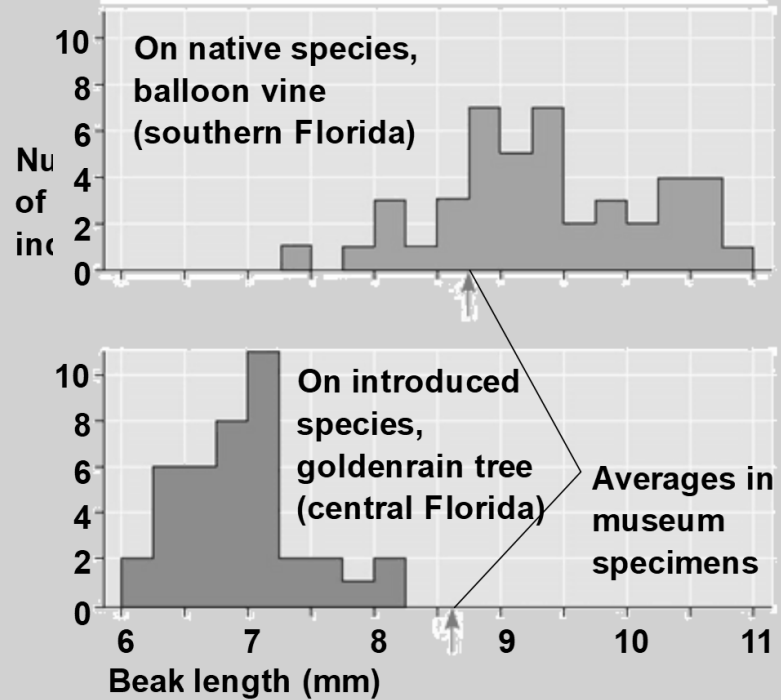 10
8
6
4
2
0
On native species,
balloon vine
(southern Florida)
of
10
8
6
4
2
0
On introduced
species,
goldenrain tree
(central Florida)
Averages in
museum
specimens
6 7 8 9 10 11
Beak length (mm)